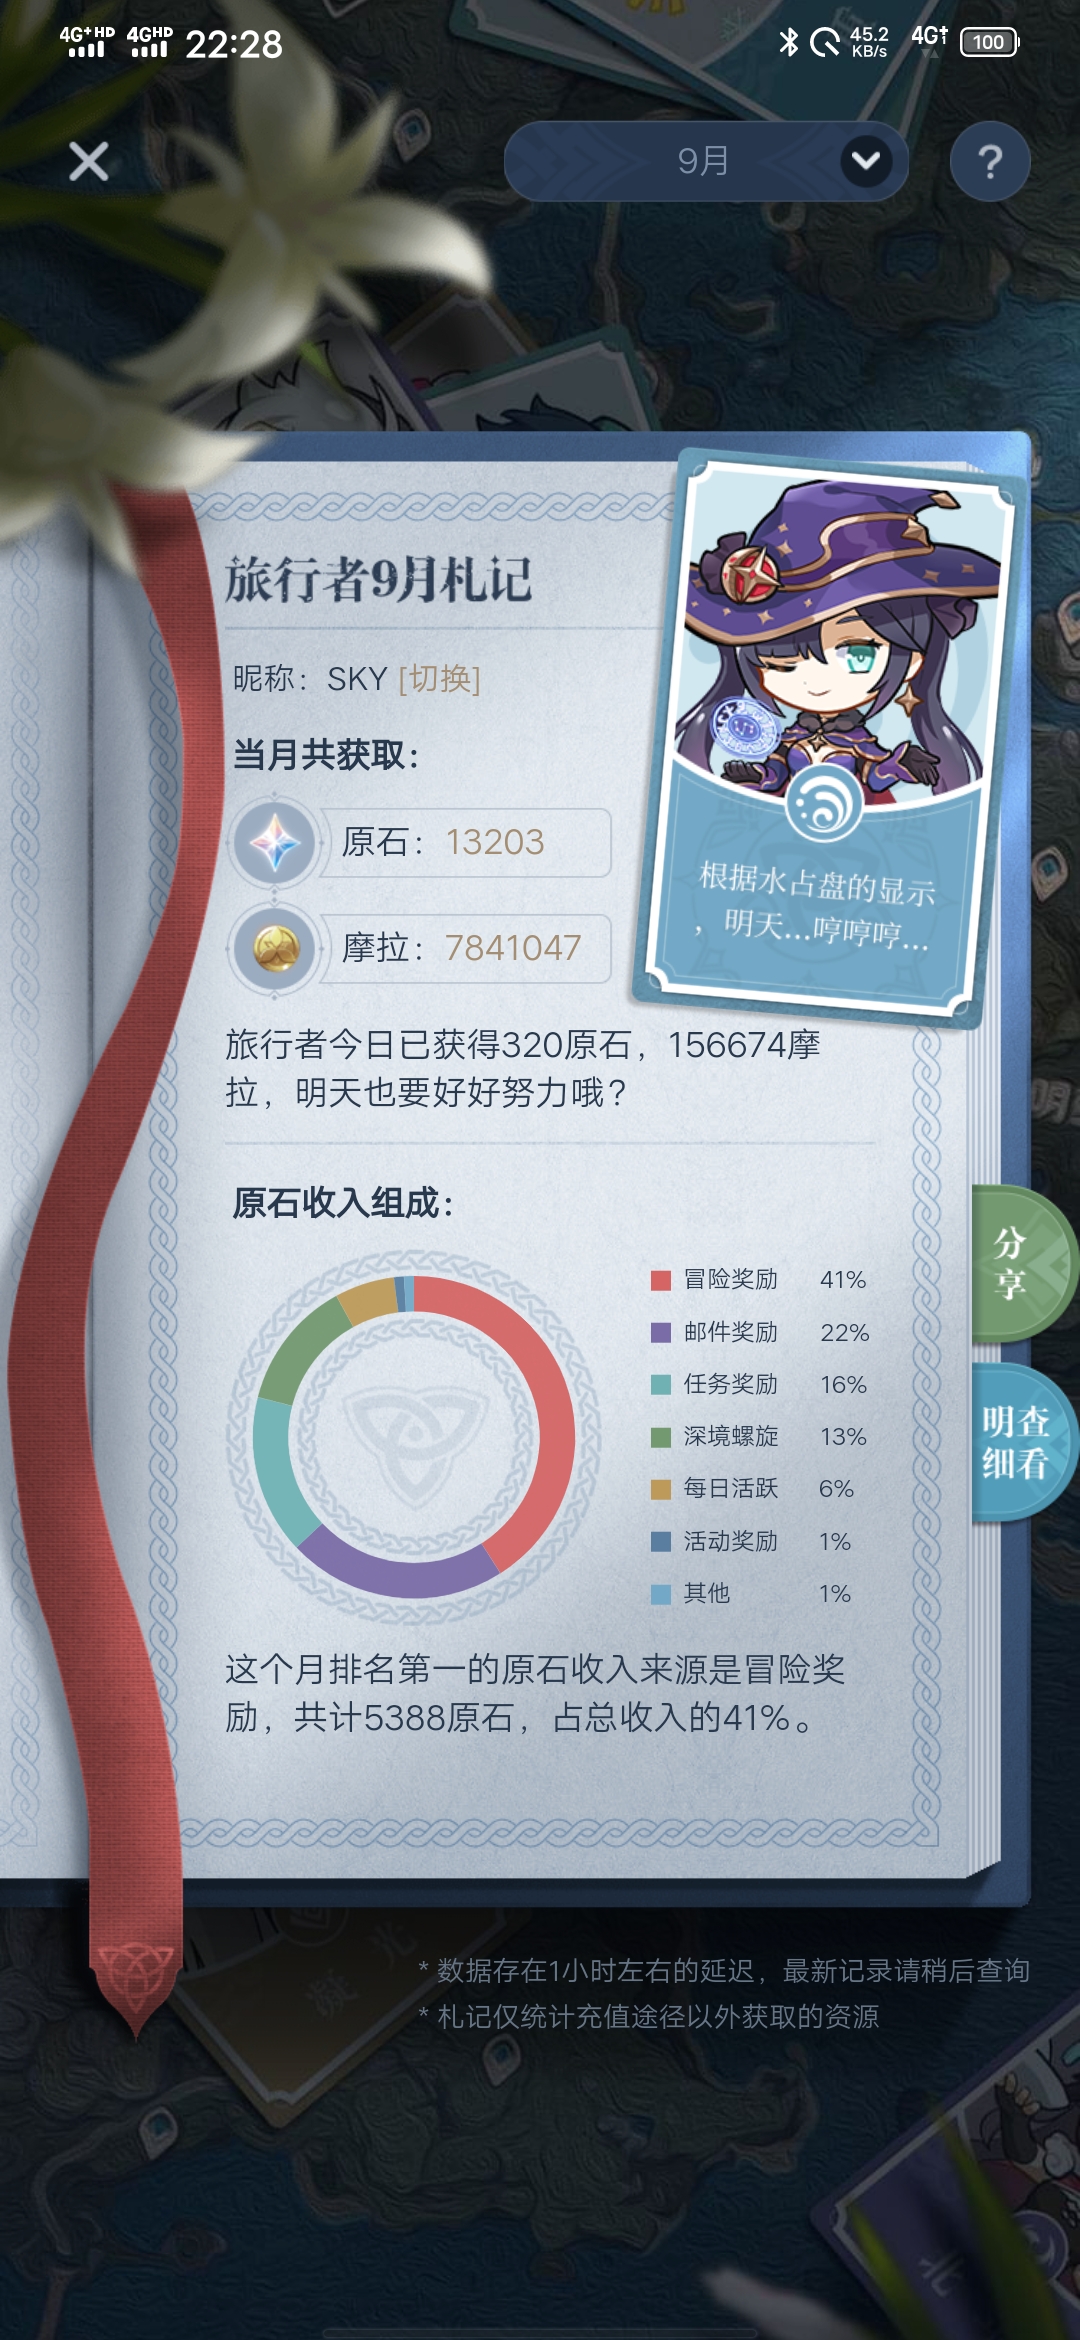 4G+HD 4GHD 22:28 45.2 KB/s 4G 100
9月 ?
旅行者9月札记
昵称：SKY [切换]
当月共获取：
原石：13203
摩拉：7841047
根据水占盘的显示
，明天...哼哼哼...
旅行者今日已获得320原石，156674摩
拉，明天也要好好努力哦？
原石收入组成：
冒险奖励 41%
邮件奖励 22%
任务奖励 16%
深境螺旋 13%
每日活跃 6%
活动奖励 1%
其他 1%
分
享
明查
细看
这个月排名第一的原石收入来源是冒险奖
励，共计5388原石，占总收入的41%。
* 数据存在1小时左右的延迟，最新记录请稍后查询
* 札记仅统计充值途径以外获取的资源